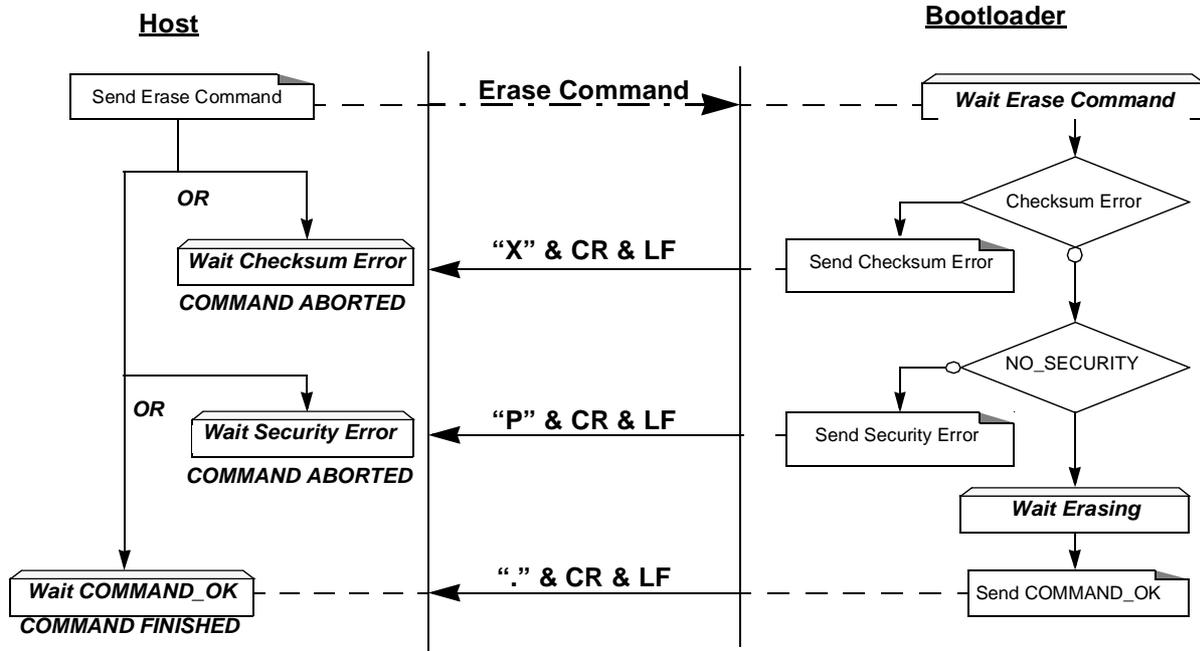 Host
Bootloader
Send Erase Command
Erase Command
Wait Erase Command
OR
Checksum Error
Wait Checksum Error
“X” & CR & LF
Send Checksum Error
COMMAND ABORTED
NO_SECURITY
OR
Wait Security Error
“P” & CR & LF
Send Security Error
COMMAND ABORTED
Wait Erasing
Wait COMMAND_OK
“.” & CR & LF
Send COMMAND_OK
COMMAND FINISHED